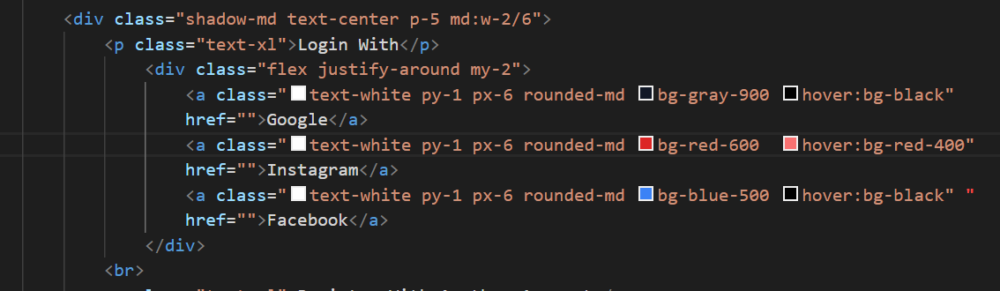 <div class="shadow-md text-center p-5 md:w-2/6">
<p class="text-xl">Login With</p>
<div class="flex justify-around my-2">
<a class="text-white py-1 px-6 rounded-md bg-gray-900 hover:bg-black"
href="">Google</a>
<a class="text-white py-1 px-6 rounded-md bg-red-600 hover:bg-red-400"
href="">Instagram</a>
<a class="text-white py-1 px-6 rounded-md bg-blue-500 hover:bg-black" "
href="">Facebook</a>
</div>
<br>